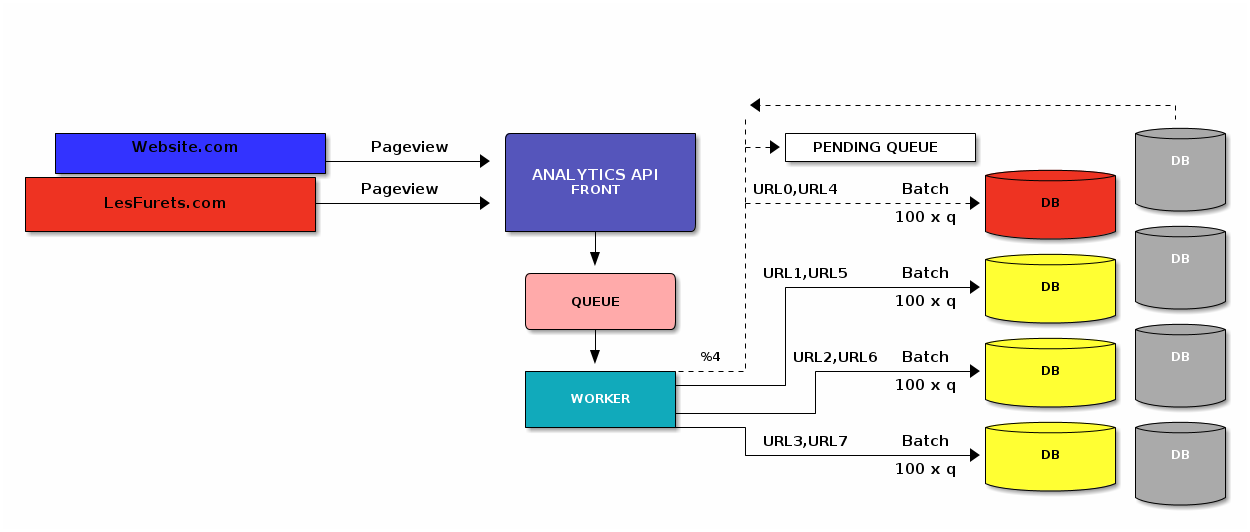 Website.com
Pageview
LesFurets.com
Pageview
ANALYTICS API
FRONT
QUEUE
WORKER
%4
PENDING QUEUE
URL0,URL4
Batch
100 x q
DB
URL1,URL5
Batch
100 x q
DB
URL2,URL6
Batch
100 x q
DB
URL3,URL7
Batch
100 x q
DB
DB
DB
DB
DB